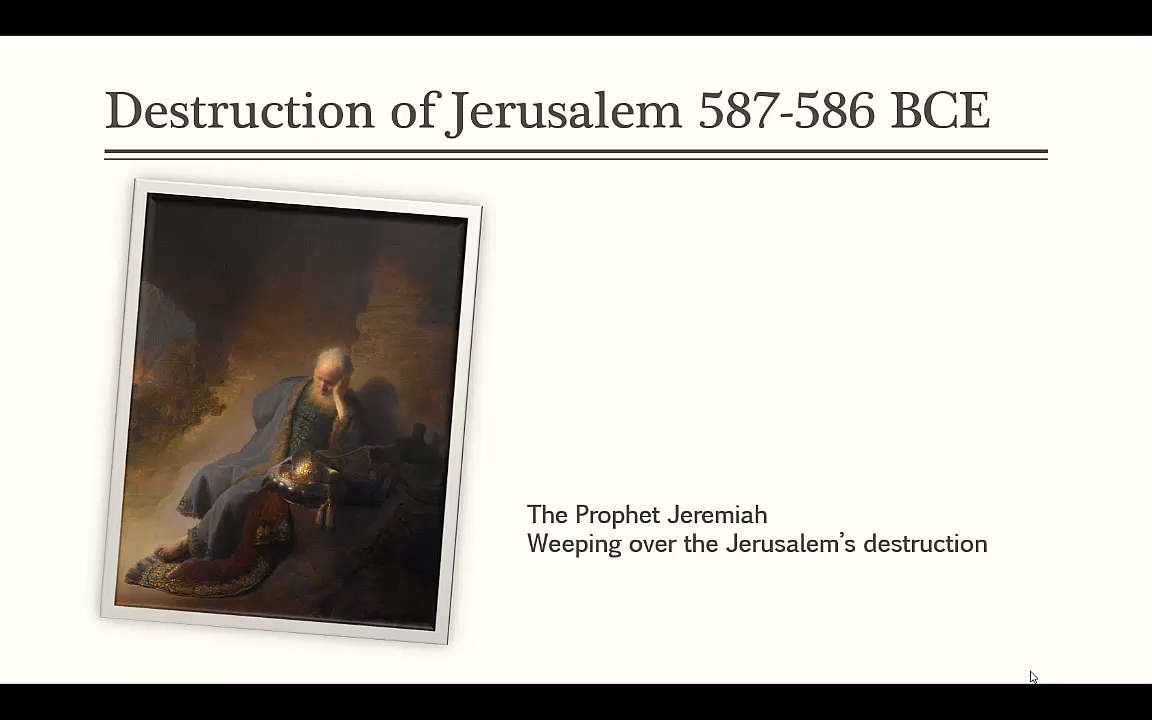 Destruction of Jerusalem 587-586 BCE
The Prophet Jeremiah
Weeping over the Jerusalem’s destruction